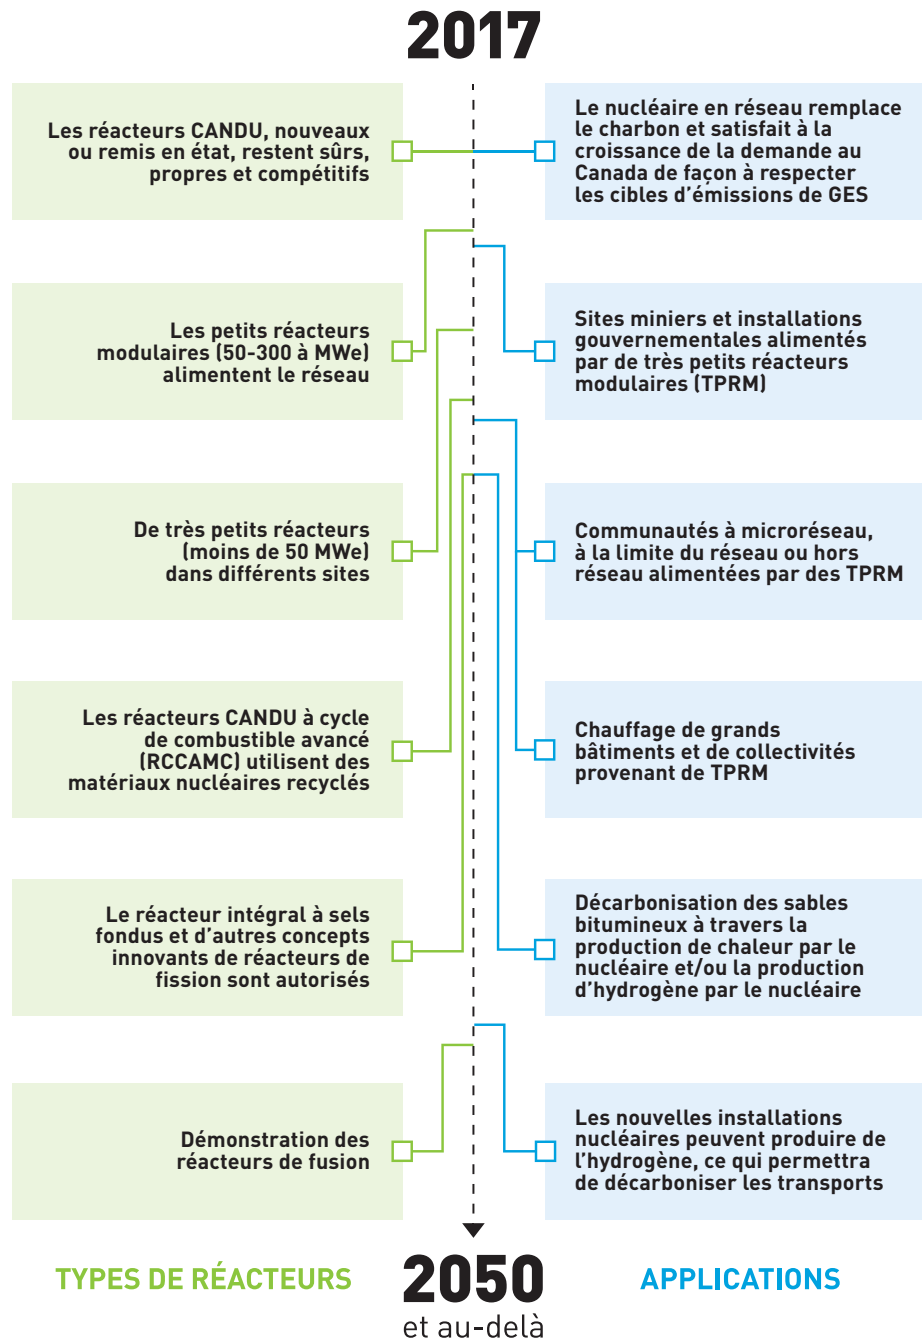 2017
Les réacteurs CANDU, nouveaux
ou remis en état, restent sûrs,
propres et compétitifs
Le nucléaire en réseau remplace
le charbon et satisfait à la
croissance de la demande au
Canada de façon à respecter
les cibles d'émissions de GES
Les petits réacteurs
modulaires (50-300 à MWe)
alimentent le réseau
Sites miniers et installations
gouvernementales alimentés
par de très petits réacteurs
modulaires (TPRM)
De très petits réacteurs
(moins de 50 MWe)
dans différents sites
Communautés à microréseau,
à la limite du réseau ou hors
réseau alimentées par des TPRM
Les réacteurs CANDU à cycle
de combustible avancé
(RCCAMC) utilisent des
matériaux nucléaires recyclés
Chauffage de grands
bâtiments et de collectivités
provenant de TPRM
Le réacteur intégral à sels
fondus et d'autres concepts
innovants de réacteurs de
fission sont autorisés
Décarbonisation des sables
bitumineux à travers la
production de chaleur par le
nucléaire et/ou la production
d'hydrogène par le nucléaire
Démonstration des
réacteurs de fusion
Les nouvelles installations
nucléaires peuvent produire de
l'hydrogène, ce qui permettra
de décarboniser les transports
TYPES DE RÉACTEURS
2050
et au-delà
APPLICATIONS